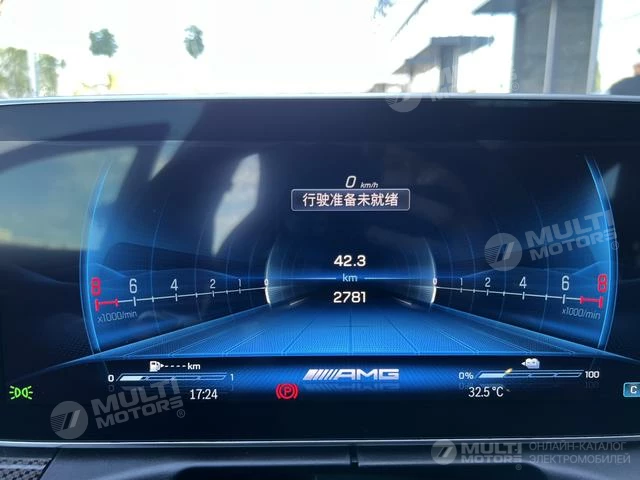 MULTI
MOTORS
0 km/h
行驶准备未就绪
MULTI
MOTORS
42.3
km
2781
8 6 4 2 1 0
0 1 2 4 6 8
x1000/min
x1000/min
----km
0 1
AMG
0% 100
17:24
P
32.5℃
C
MULTI
MOTORS
MULTI
MOTORS
ОНЛАЙН-КАТАЛОГ
ЭЛЕКТРОМОБИЛЕЙ